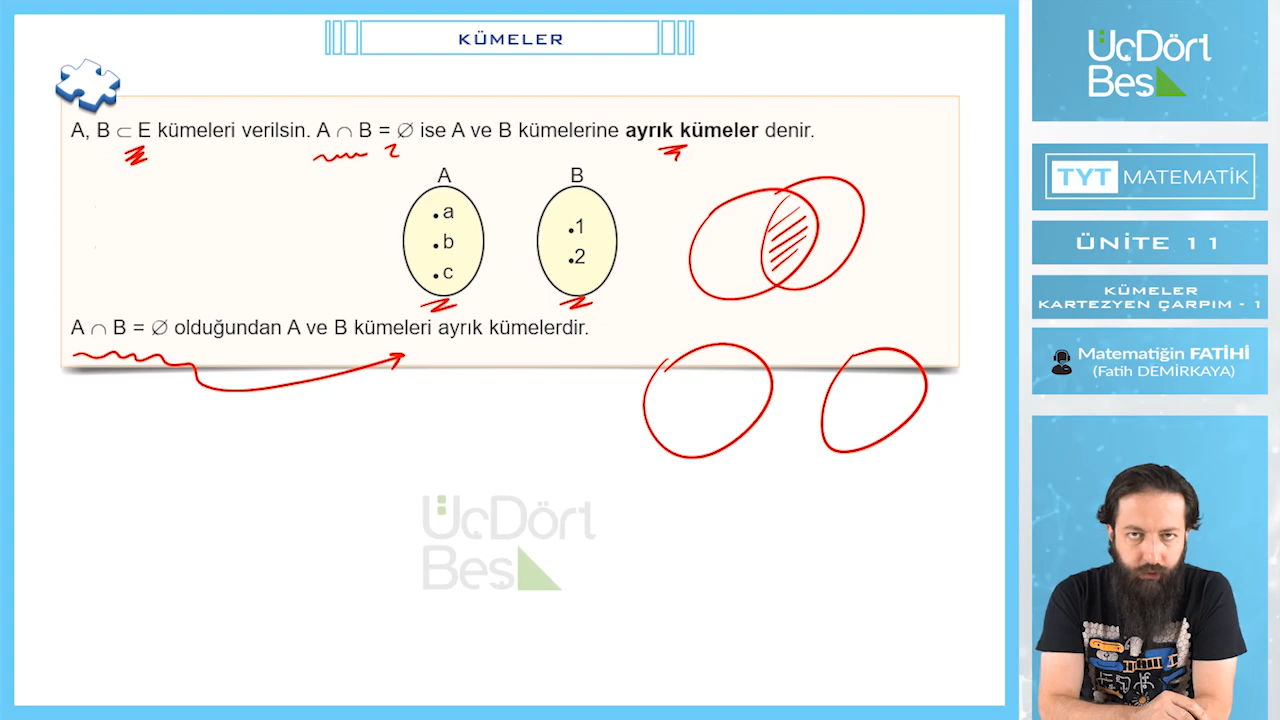 KÜMELER
A, B ⊂ E kümeleri verilsin. A ∩ B = ∅ ise A ve B kümelerine ayrık kümeler denir.
A B
a
b
c
1
2
A ∩ B = ∅ olduğundan A ve B kümeleri ayrık kümelerdir.
ÜçDört
Beş
ÜçDört
Beş
TYT MATEMATİK
ÜNİTE 11
KÜMELER
KARTEZYEN ÇARPIM - 1
Matematiğin FATİHİ
(Fatih DEMİRKAYA)